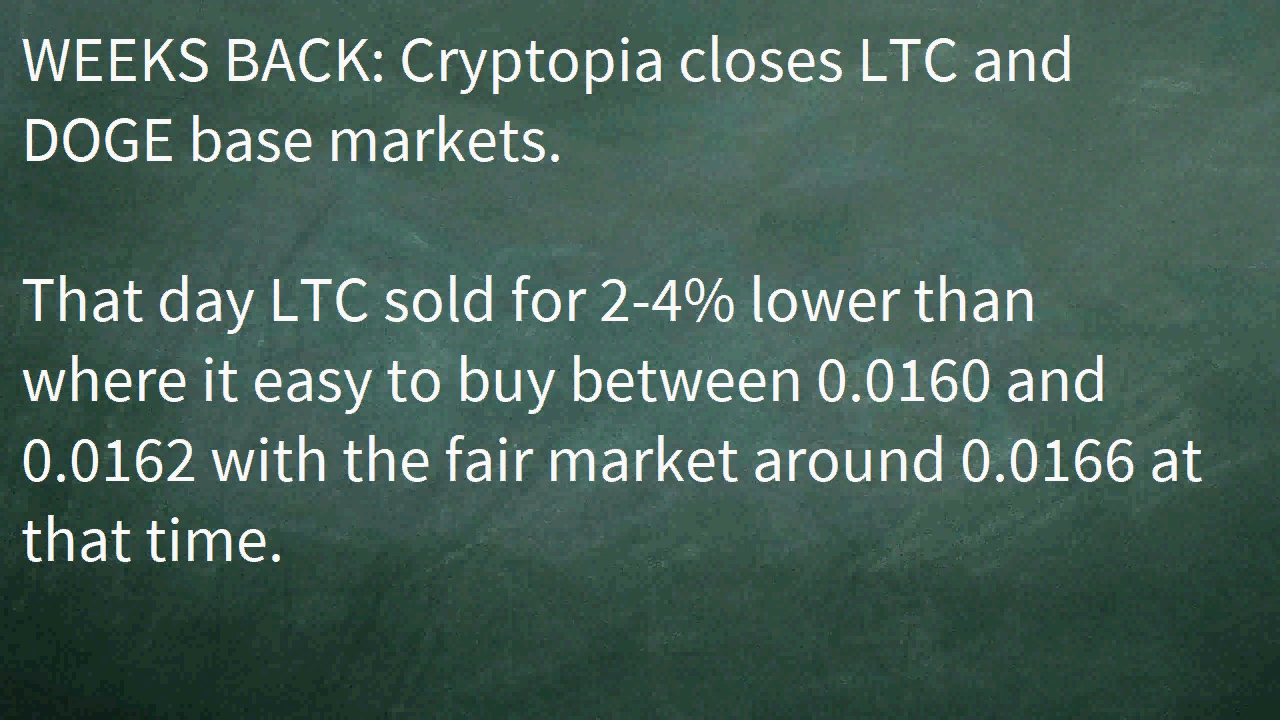 WEEKS BACK: Cryptopia closes LTC and
DOGE base markets.
That day LTC sold for 2-4% lower than
where it easy to buy between 0.0160 and
0.0162 with the fair market around 0.0166 at
that time.